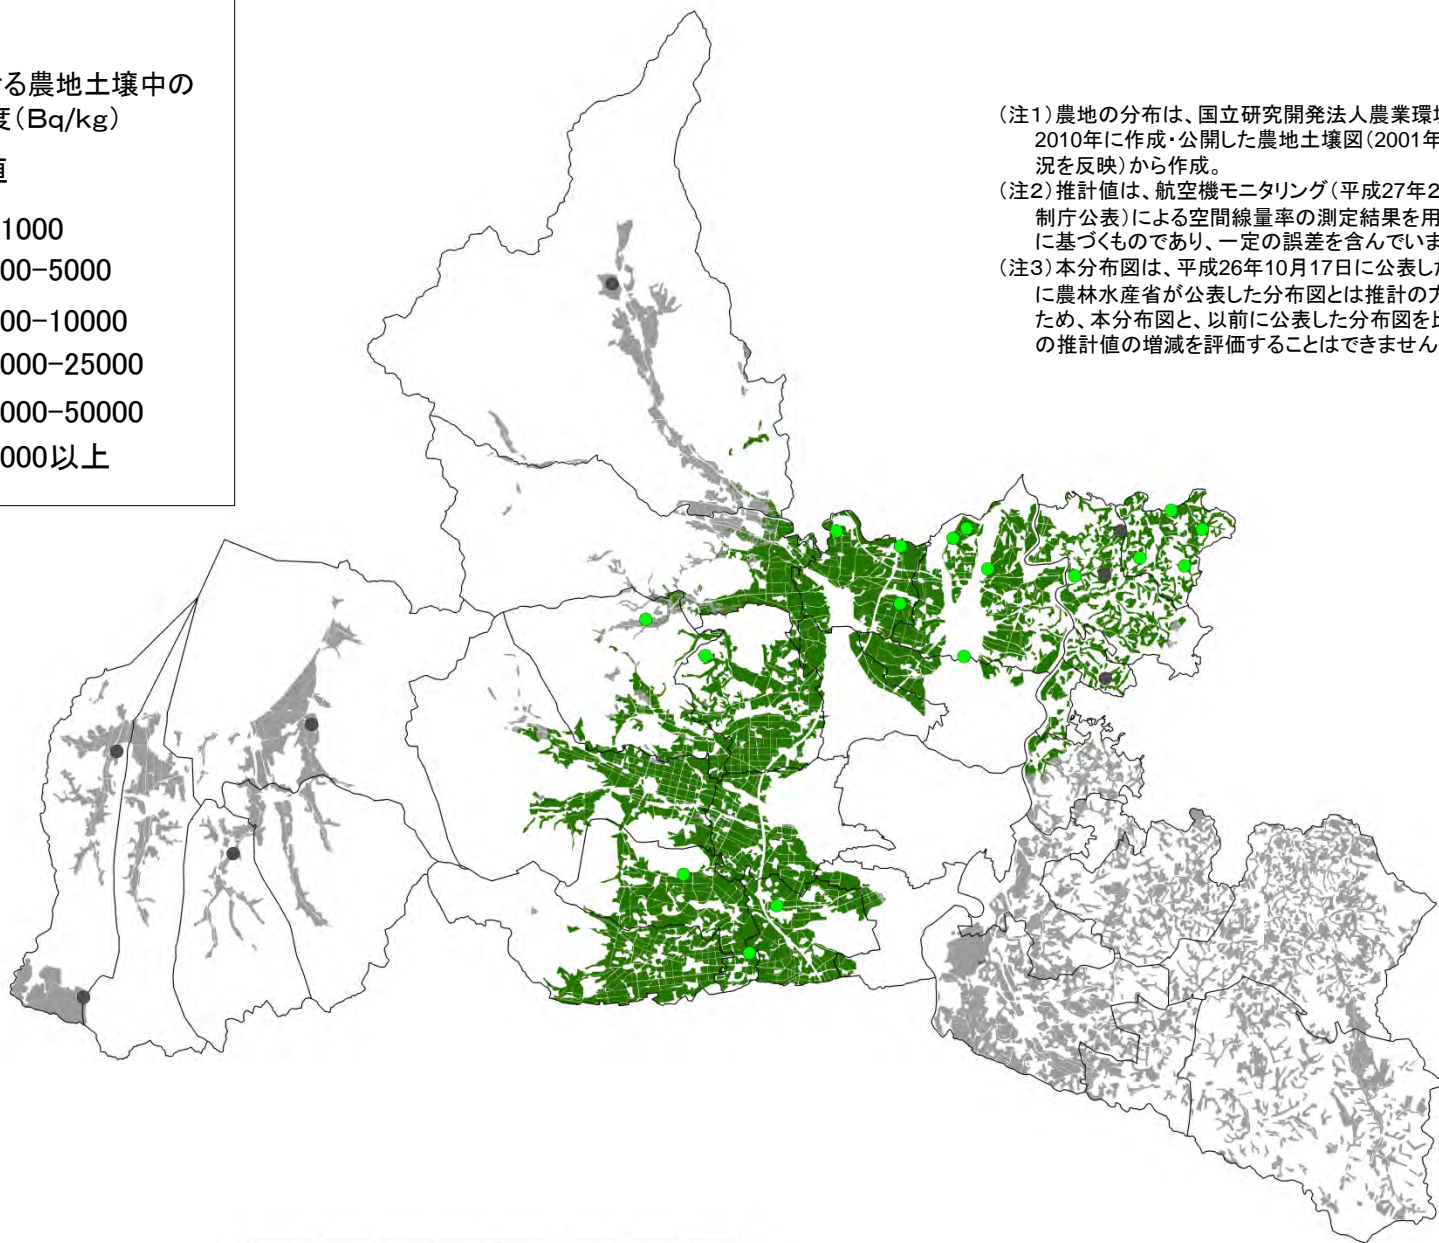 る農地土壌中の
度(Bq/kg)
値
1000
00-5000
00-10000
000-25000
000-50000
000以上
(注1)農地の分布は、国立研究開発法人農業環境
2010年に作成・公開した農地土壌図(2001年
況を反映)から作成。
(注2)推計値は、航空機モニタリング(平成27年2
制庁公表)による空間線量率の測定結果を用
に基づくものであり、一定の誤差を含んでいま
(注3)本分布図は、平成26年10月17日に公表した
に農林水産省が公表した分布図とは推計の方
ため、本分布図と、以前に公表した分布図を比
の推計値の増減を評価することはできません